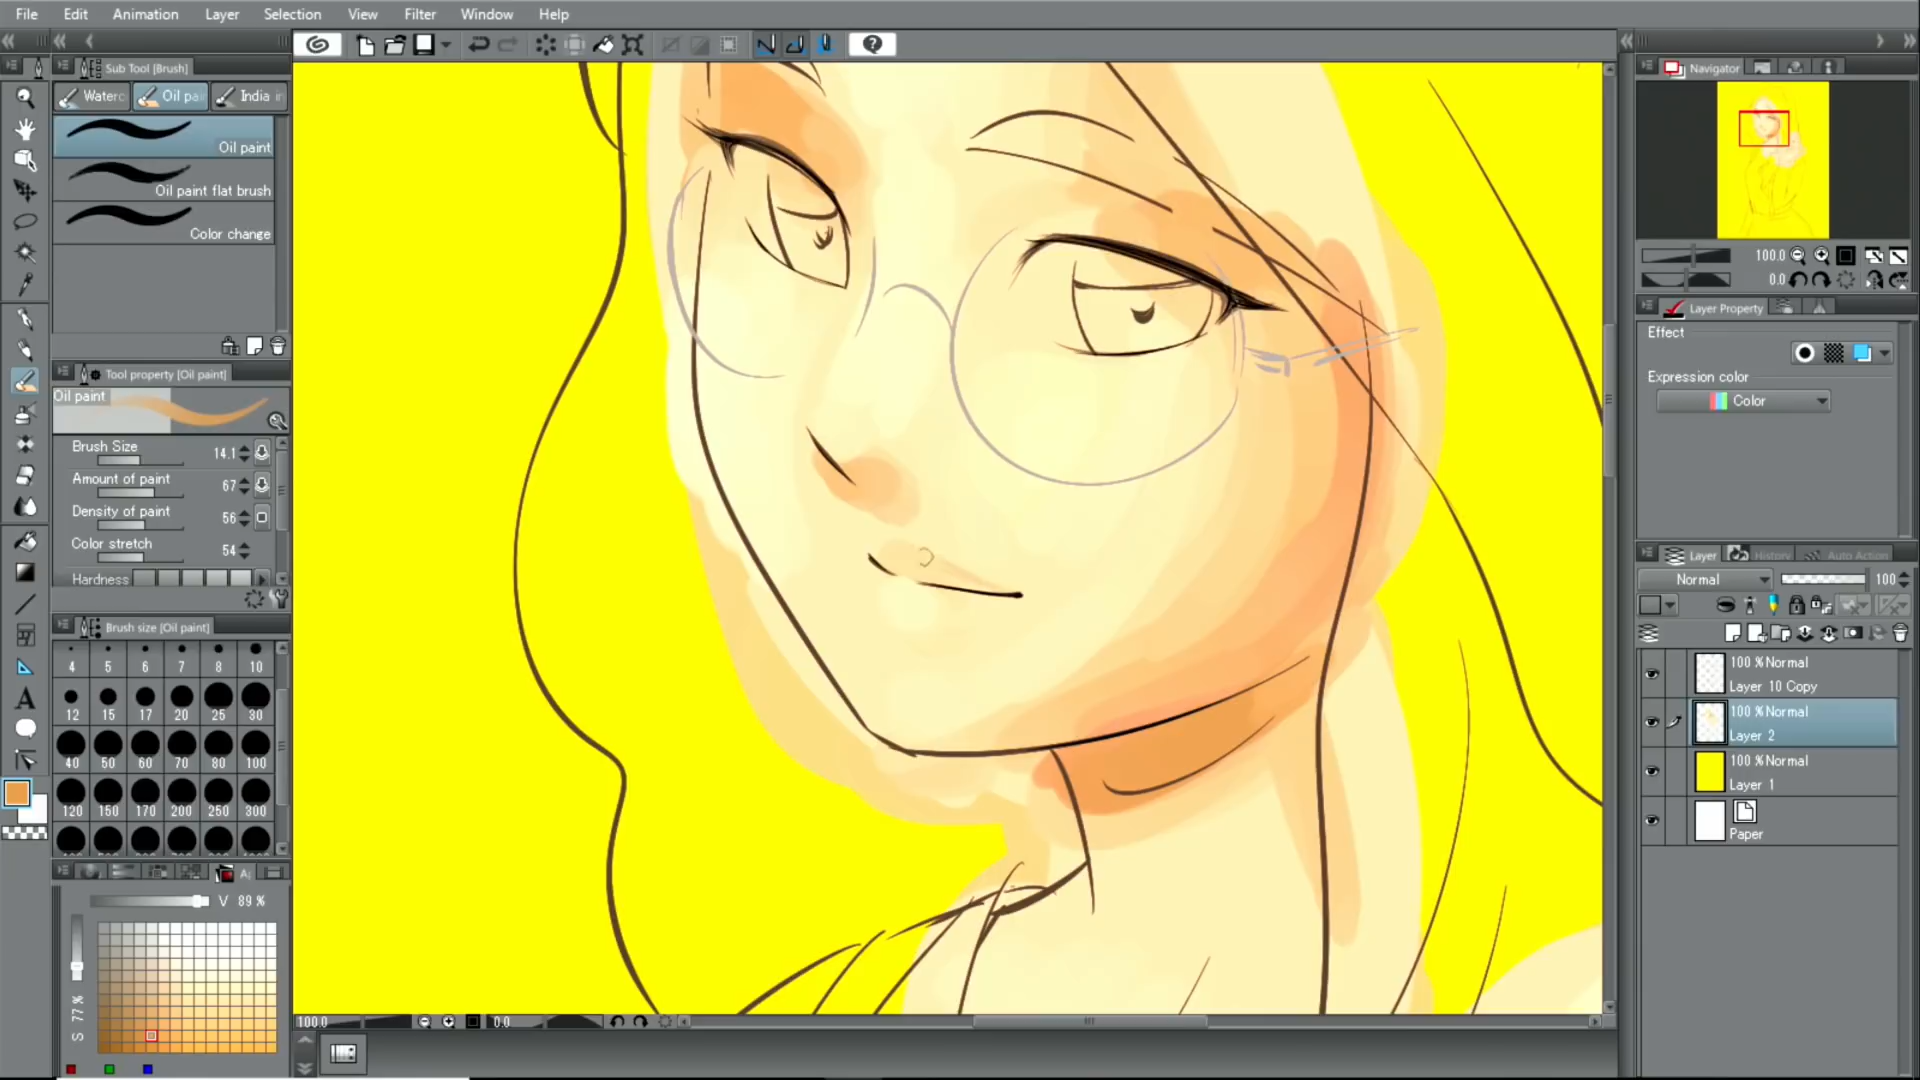 File Edit Animation Layer Selection View Filter Window Help
Sub Tool [Brush]
Waterc Oil pai India i
Oil paint
Oil paint flat brush
Color change
Tool property [Oil paint]
Oil paint
Brush Size 14.1
Amount of paint 67
Density of paint 56
Color stretch 54
Hardness
Brush size [Oil paint]
4 5 6 7 8 10
12 15 17 20 25 30
40 50 60 70 80 100
120 150 170 200 250 300
V 89 %
S 77 %
100.0 0.0
Navigator
100.0
0.0
Layer Property
Effect
Expression color
Color
Layer History Auto Action
Normal 100
100 % Normal
Layer 10 Copy
100 % Normal
Layer 2
100 % Normal
Layer 1
Paper